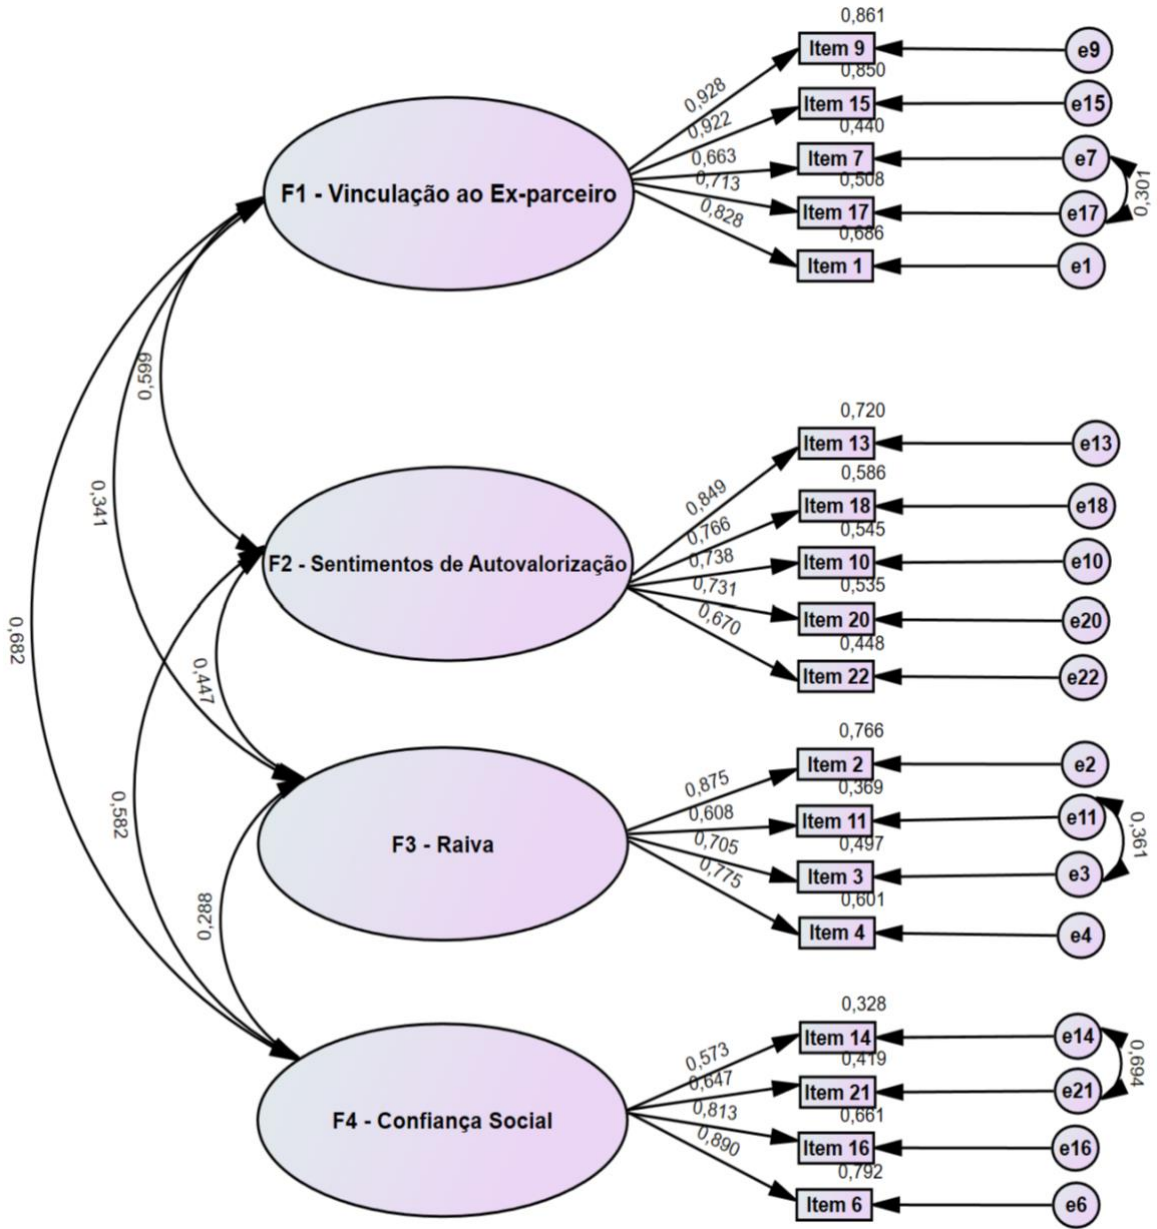 0,861
Item 9
e9
0,928
0,850
Item 15
e15
0,922
0,440
Item 7
e7
0,663
0,508
Item 17
e17
0,713
0,301
0,686
Item 1
e1
0,828
F1 - Vinculação ao Ex-parceiro
0,599
0,341
0,682
0,720
Item 13
e13
0,849
0,586
Item 18
e18
0,766
0,545
Item 10
e10
0,738
0,535
Item 20
e20
0,731
0,448
Item 22
e22
0,670
F2 - Sentimentos de Autovalorização
0,447
0,582
0,766
Item 2
e2
0,875
0,369
Item 11
e11
0,608
0,497
Item 3
e3
0,705
0,361
0,601
Item 4
e4
0,775
F3 - Raiva
0,288
0,328
Item 14
e14
0,573
0,419
Item 21
e21
0,647
0,694
0,661
Item 16
e16
0,813
0,792
Item 6
e6
0,890
F4 - Confiança Social